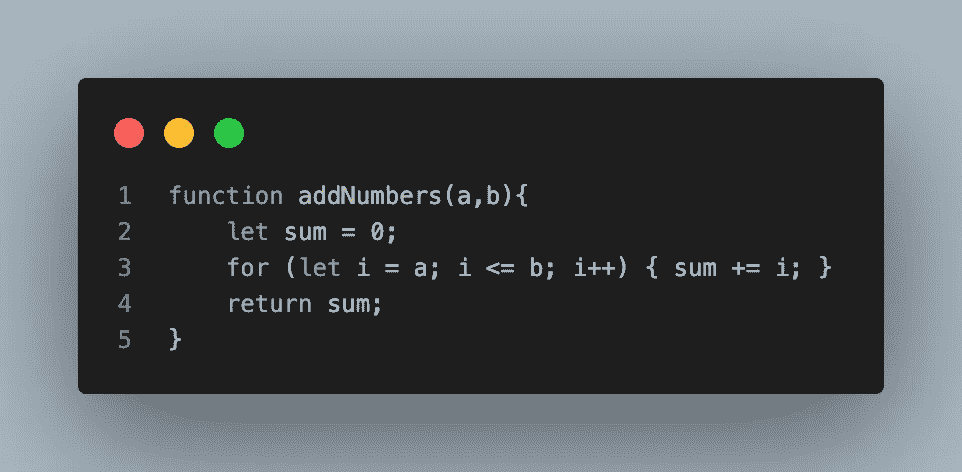 1 function addNumbers(a,b){
2     let sum = 0;
3     for (let i = a; i <= b; i++) { sum += i; }
4     return sum;
5 }